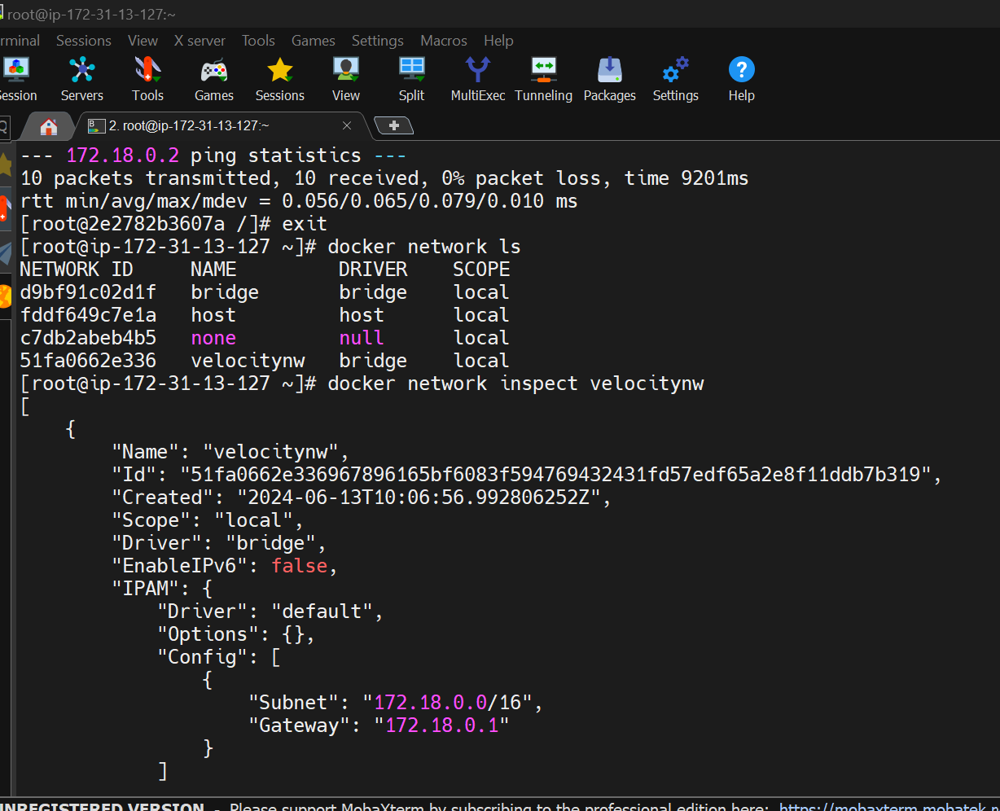 root@ip-172-31-13-127:~
rminal Sessions View X server Tools Games Settings Macros Help
Session Servers Tools Games Sessions View Split MultiExec Tunneling Packages Settings Help
2. root@ip-172-31-13-127:~
--- 172.18.0.2 ping statistics ---
10 packets transmitted, 10 received, 0% packet loss, time 9201ms
rtt min/avg/max/mdev = 0.056/0.065/0.079/0.010 ms
[root@2e2782b3607a /]# exit
[root@ip-172-31-13-127 ~]# docker network ls
NETWORK ID     NAME         DRIVER    SCOPE
d9bf91c02d1f   bridge       bridge    local
fddf649c7e1a   host         host      local
c7db2abeb4b5   none         null      local
51fa0662e336   velocitynw   bridge    local
[root@ip-172-31-13-127 ~]# docker network inspect velocitynw
[
    {
        "Name": "velocitynw",
        "Id": "51fa0662e336967896165bf6083f594769432431fd57edf65a2e8f11ddb7b319",
        "Created": "2024-06-13T10:06:56.992806252Z",
        "Scope": "local",
        "Driver": "bridge",
        "EnableIPv6": false,
        "IPAM": {
            "Driver": "default",
            "Options": {},
            "Config": [
                {
                    "Subnet": "172.18.0.0/16",
                    "Gateway": "172.18.0.1"
                }
            ]
UNREGISTERED VERSION - Please support MobaXterm by subscribing to the professional edition here: https://mobaxterm.mobatek.